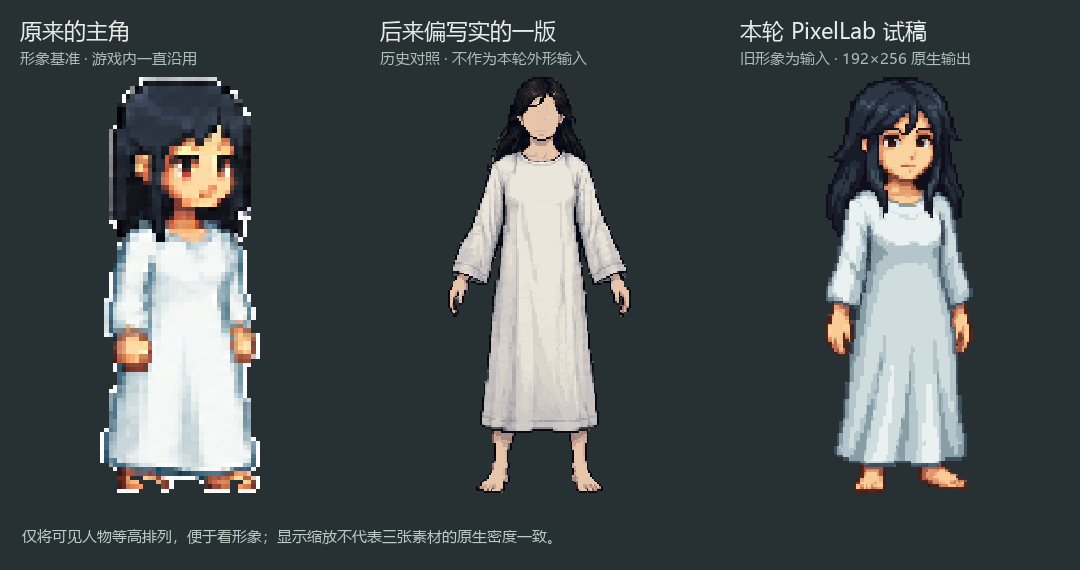 原来的主角
形象基准 · 游戏内一直沿用
后来偏写实的一版
历史对照 · 不作为本轮外形输入
本轮 PixelLab 试稿
旧形象为输入 · 192×256 原生输出
仅将可见人物等高排列，便于看形象；显示缩放不代表三张素材的原生密度一致。